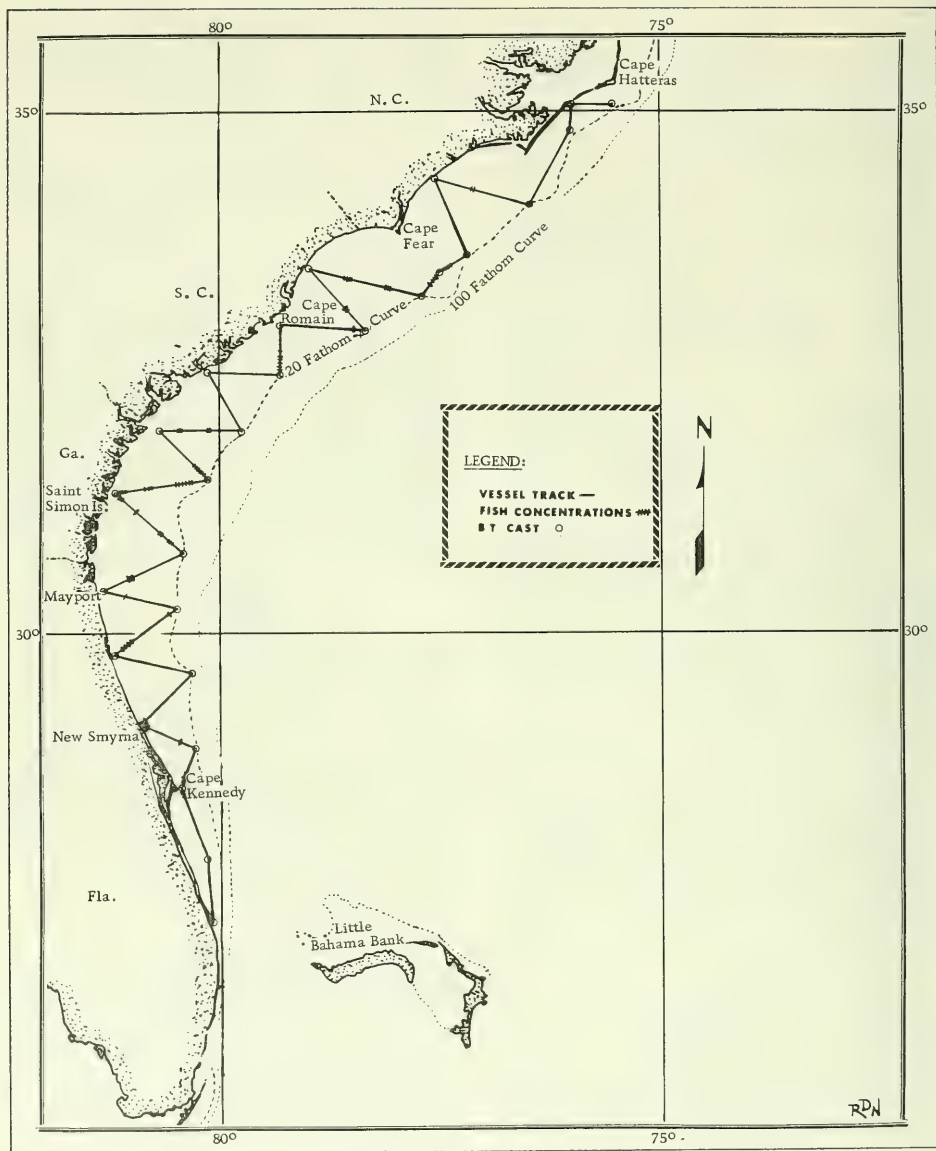 80°
75°
Cape
Hatteras
N. C.
35°
35°
Cape
Fear
100 Fathom Curve
S. C.
Cape
Romain
20 Fathom Curve
N
Ga.
LEGEND:
VESSEL TRACK
FISH CONCENTRATIONS
BT CAST
Saint
Simon Is.
Mayport
30°
30°
New Smyrna
Cape
Kennedy
Fla.
Little
Bahama Bank
RDN
80°
75°